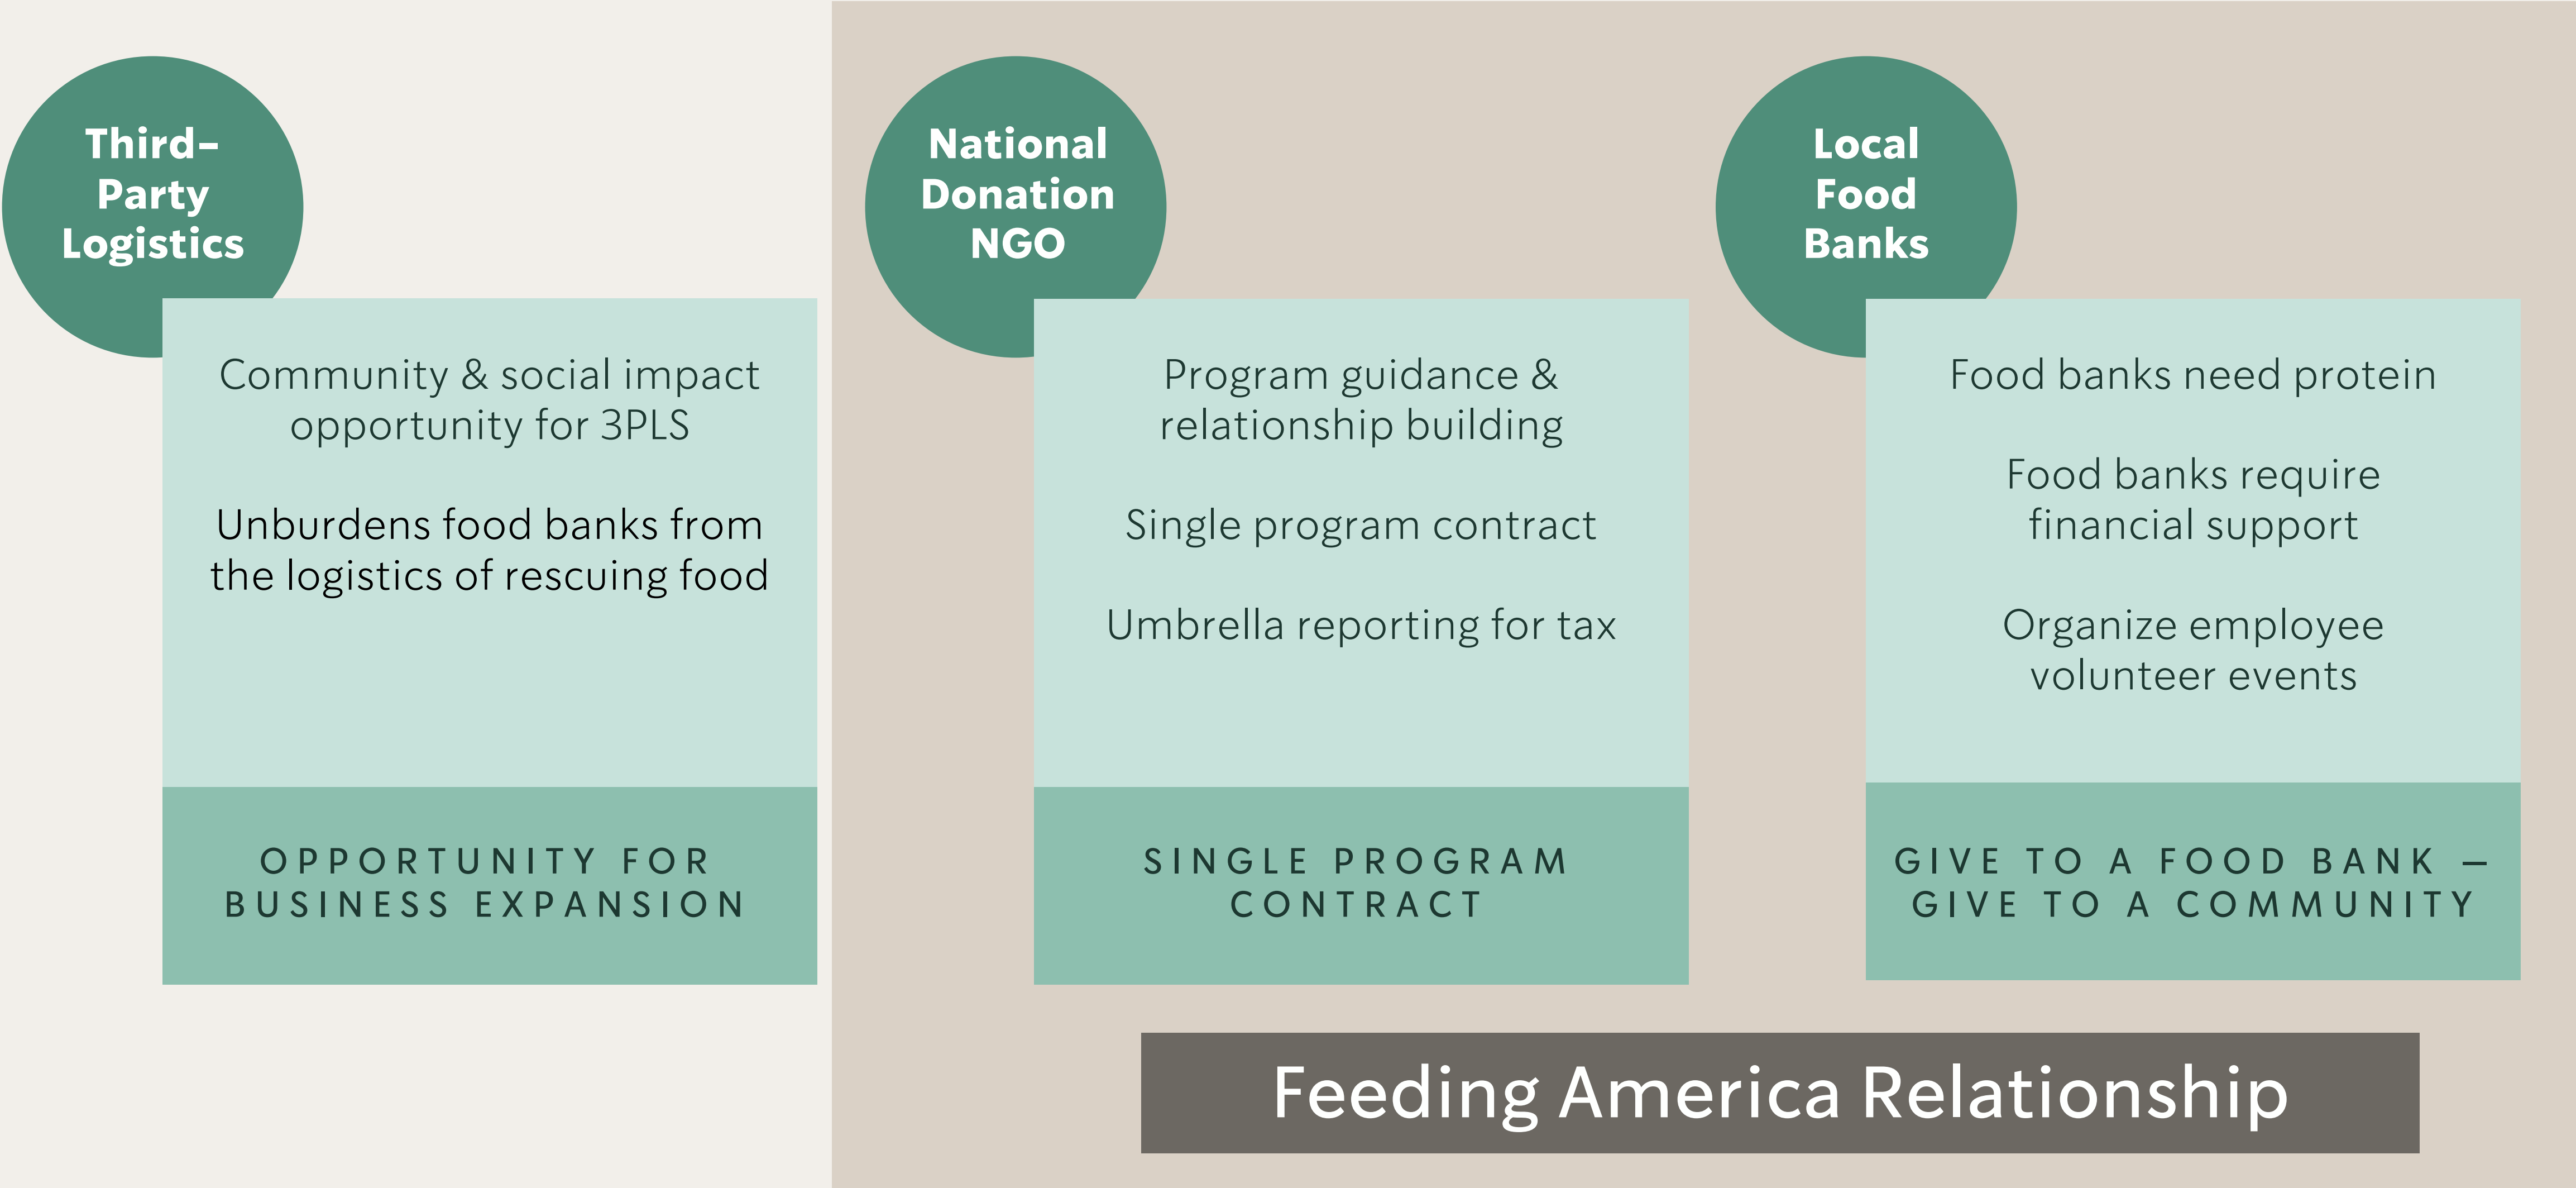 Third-
Party
Logistics
Community & social impact
opportunity for 3PLS
Unburdens food banks from
the logistics of rescuing food
OPPORTUNITY FOR
BUSINESS EXPANSION
National
Donation
NGO
Program guidance &
relationship building
Single program contract
Umbrella reporting for tax
SINGLE PROGRAM
CONTRACT
Local
Food
Banks
Food banks need protein
Food banks require
financial support
Organize employee
volunteer events
GIVE TO A FOOD BANK –
GIVE TO A COMMUNITY
Feeding America Relationship